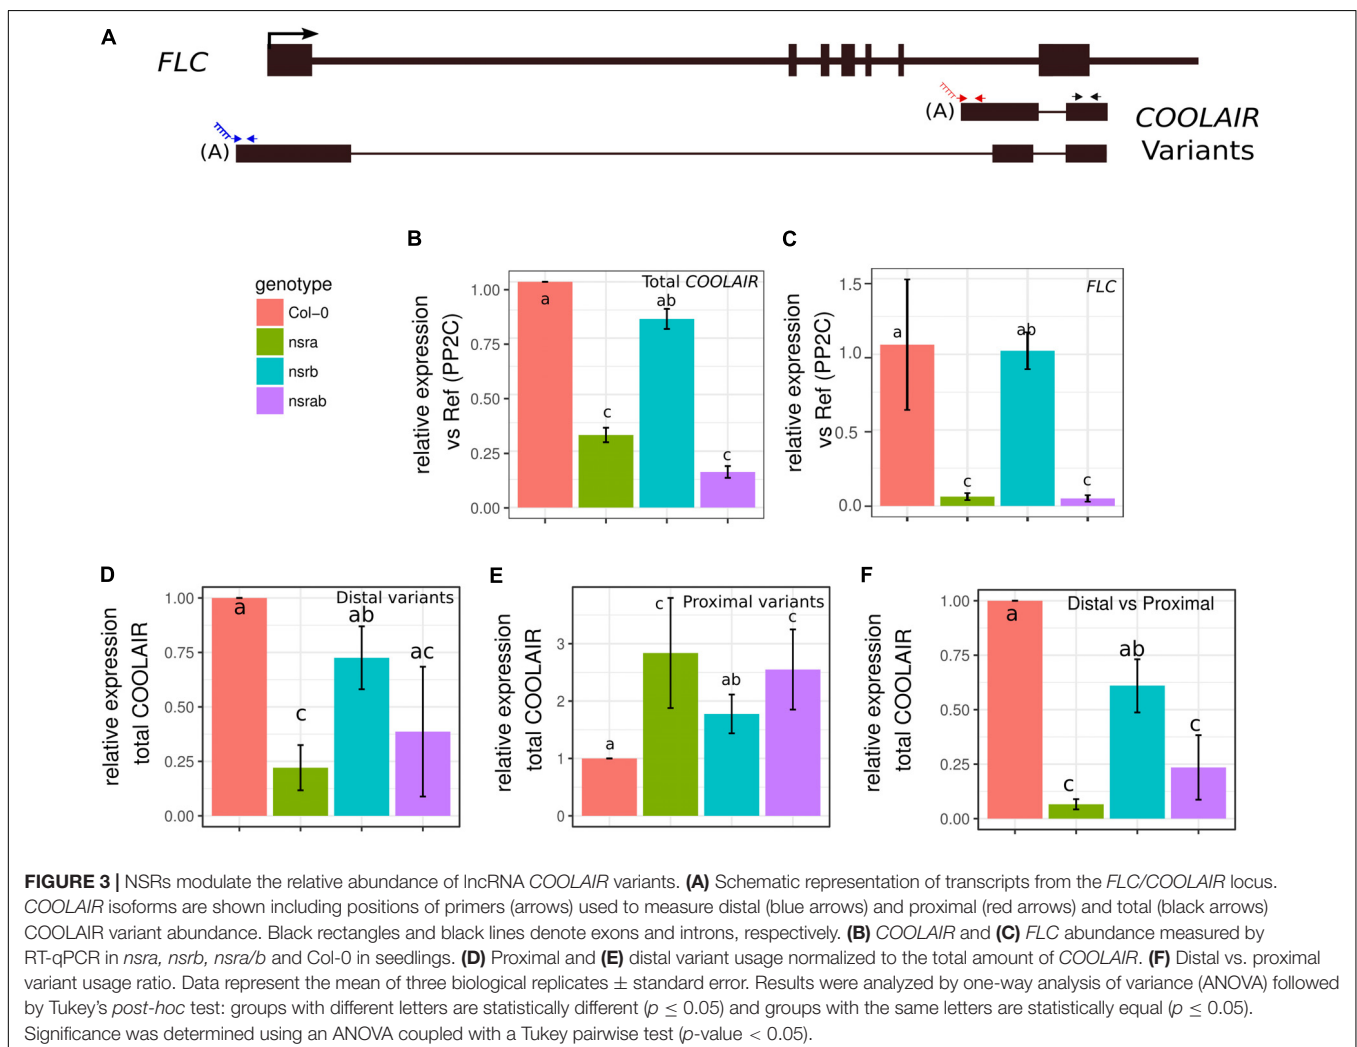 A
FLC
(A)
COOLAIR
Variants
(A)
B
C
genotype
Col-0
nsra
nsrb
nsrab
relative expression
vs Ref (PP2C)
Total COOLAIR
1.00
0.75
0.50
0.25
0.00
a
c
ab
c
relative expression
vs Ref (PP2C)
FLC
1.5
1.0
0.5
0.0
a
c
ab
c
D
E
F
relative expression
total COOLAIR
Distal variants
1.00
0.75
0.50
0.25
0.00
a
c
ab
ac
relative expression
total COOLAIR
Proximal variants
3
2
1
0
a
c
ab
c
relative expression
total COOLAIR
Distal vs Proximal
1.00
0.75
0.50
0.25
0.00
a
c
ab
c
FIGURE 3 | NSRs modulate the relative abundance of lncRNA COOLAIR variants. (A) Schematic representation of transcripts from the FLC/COOLAIR locus.
COOLAIR isoforms are shown including positions of primers (arrows) used to measure distal (blue arrows) and proximal (red arrows) and total (black arrows)
COOLAIR variant abundance. Black rectangles and black lines denote exons and introns, respectively. (B) COOLAIR and (C) FLC abundance measured by
RT-qPCR in nsra, nsrb, nsra/b and Col-0 in seedlings. (D) Proximal and (E) distal variant usage normalized to the total amount of COOLAIR. (F) Distal vs. proximal
variant usage ratio. Data represent the mean of three biological replicates ± standard error. Results were analyzed by one-way analysis of variance (ANOVA) followed
by Tukey's post-hoc test: groups with different letters are statistically different (p ≤ 0.05) and groups with the same letters are statistically equal (p ≤ 0.05).
Significance was determined using an ANOVA coupled with a Tukey pairwise test (p-value < 0.05).